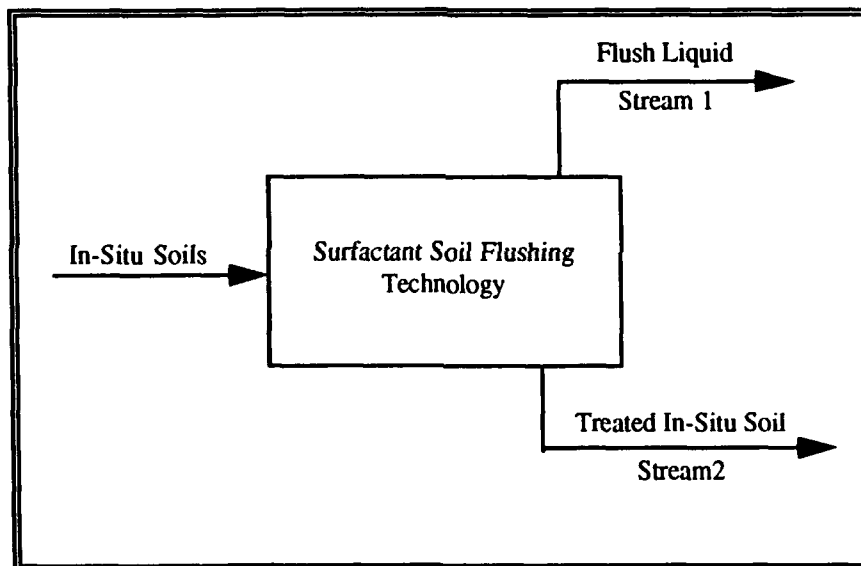 Flush Liquid
Stream 1
In-Situ Soils
Surfactant Soil Flushing
Technology
Treated In-Situ Soil
Stream2